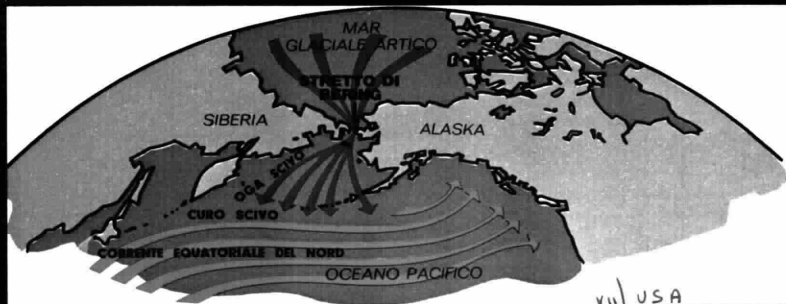 MAR
GLACIALE ARTICO
STRETTO DI
BERING
SIBERIA
ALASKA
OGA SCIVO
CURO SCIVO
CORRENTE EQUATORIALE DEL NORD
OCEANO PACIFICO
USA